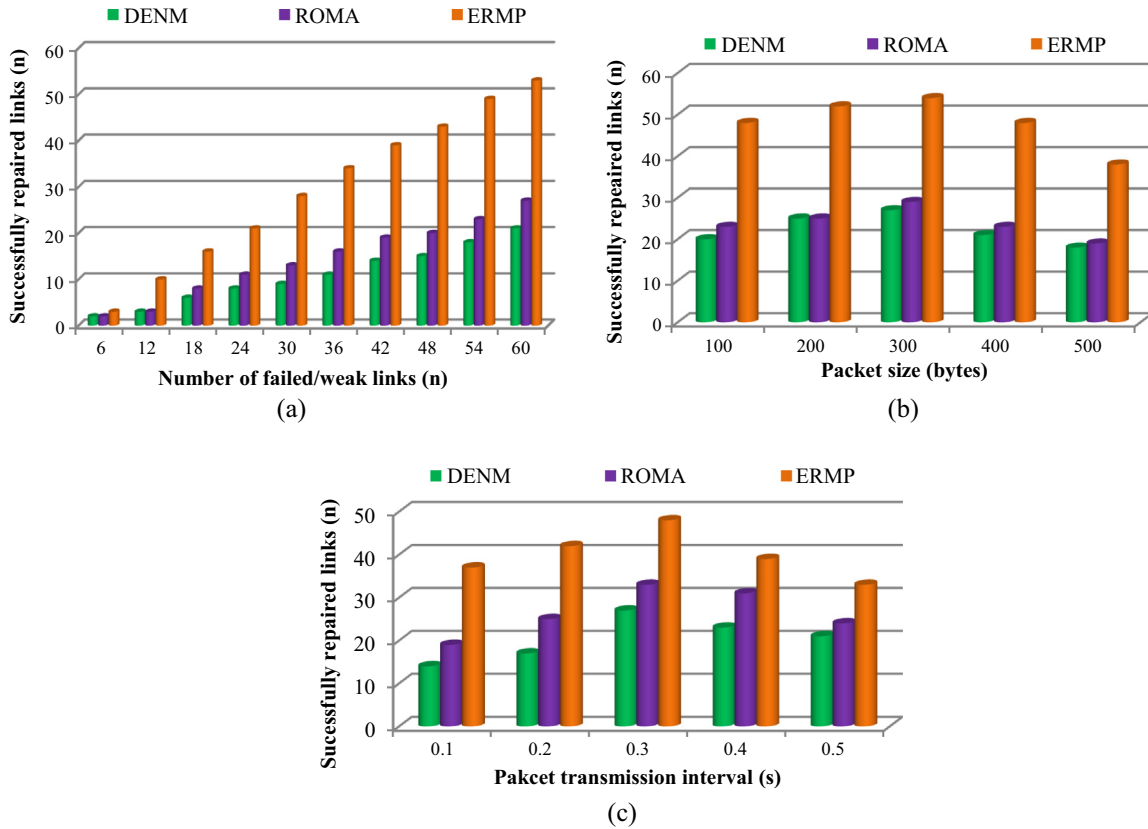 DENM ROMA ERMP
Successfully repaired links (n)
60
50
40
30
20
10
0
6 12 18 24 30 36 42 48 54 60
Number of failed/weak links (n)
(a)
DENM ROMA ERMP
Successfully repeaired links (n)
60
50
40
30
20
10
0
100 200 300 400 500
Packet size (bytes)
(b)
DENM ROMA ERMP
Sucessfully repaired links (n)
50
40
30
20
10
0
0.1 0.2 0.3 0.4 0.5
Pakcet transmission interval (s)
(c)